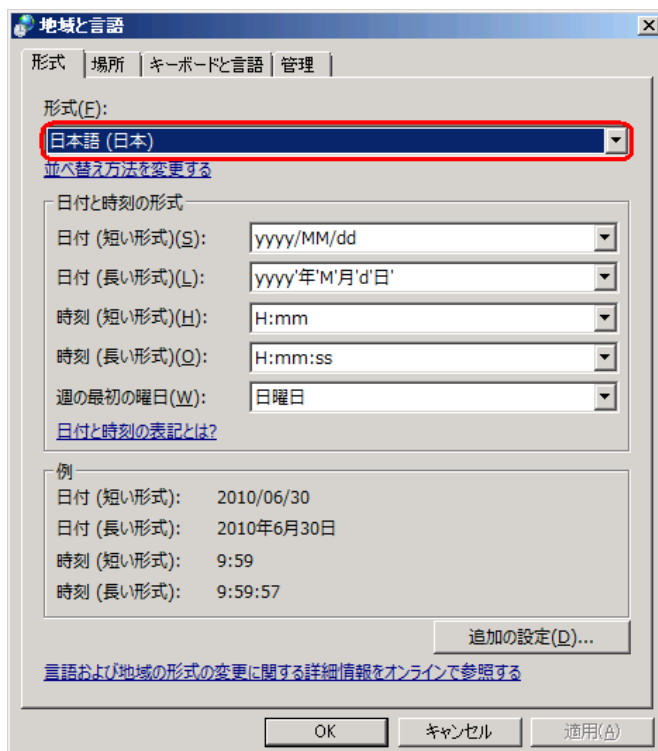 地域と言語
形式 場所 キーボードと言語 管理
形式(F):
日本語 (日本)
並べ替え方法を変更する
日付と時刻の形式
日付 (短い形式)(S): yyyy/MM/dd
日付 (長い形式)(L): yyyy'年'M'月'd'日'
時刻 (短い形式)(H): H:mm
時刻 (長い形式)(O): H:mm:ss
週の最初の曜日(W): 日曜日
日付と時刻の表記とは?
例
日付 (短い形式): 2010/06/30
日付 (長い形式): 2010年6月30日
時刻 (短い形式): 9:59
時刻 (長い形式): 9:59:57
追加の設定(D)...
言語および地域の形式の変更に関する詳細情報をオンラインで参照する
OK キャンセル 適用(A)